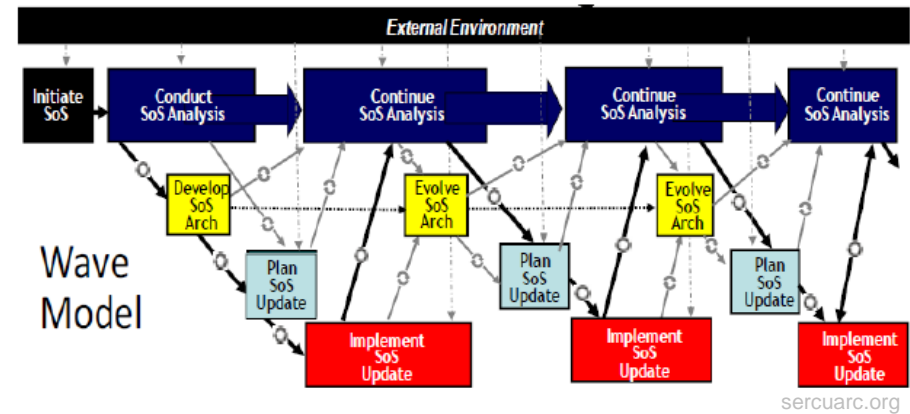 External Environment
Initiate
SoS
Conduct
SoS Analysis
Continue
SoS Analysis
Continue
SoS Analysis
Continue
SoS Analysis
Develop
SoS
Arch
Evolve
SoS
Arch
Evolve
SoS
Arch
Wave
Model
Plan
SoS
Update
Plan
SoS
Update
Plan
SoS
Update
Implement
SoS
Update
Implement
SoS
Update
Implement
SoS
Update
sercuarc.org